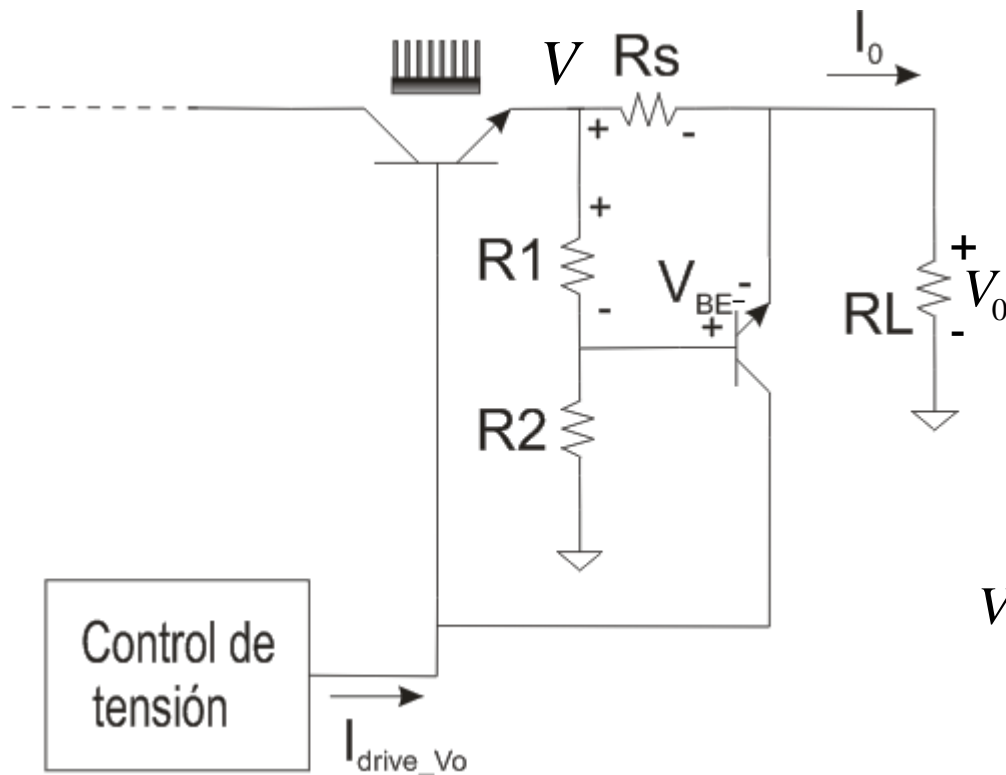 V
Rs
I0
+
-
+
R1
-
VBE
-
+
RL
+
V0
-
R2
V
Control de
tensión
Idrive_Vo